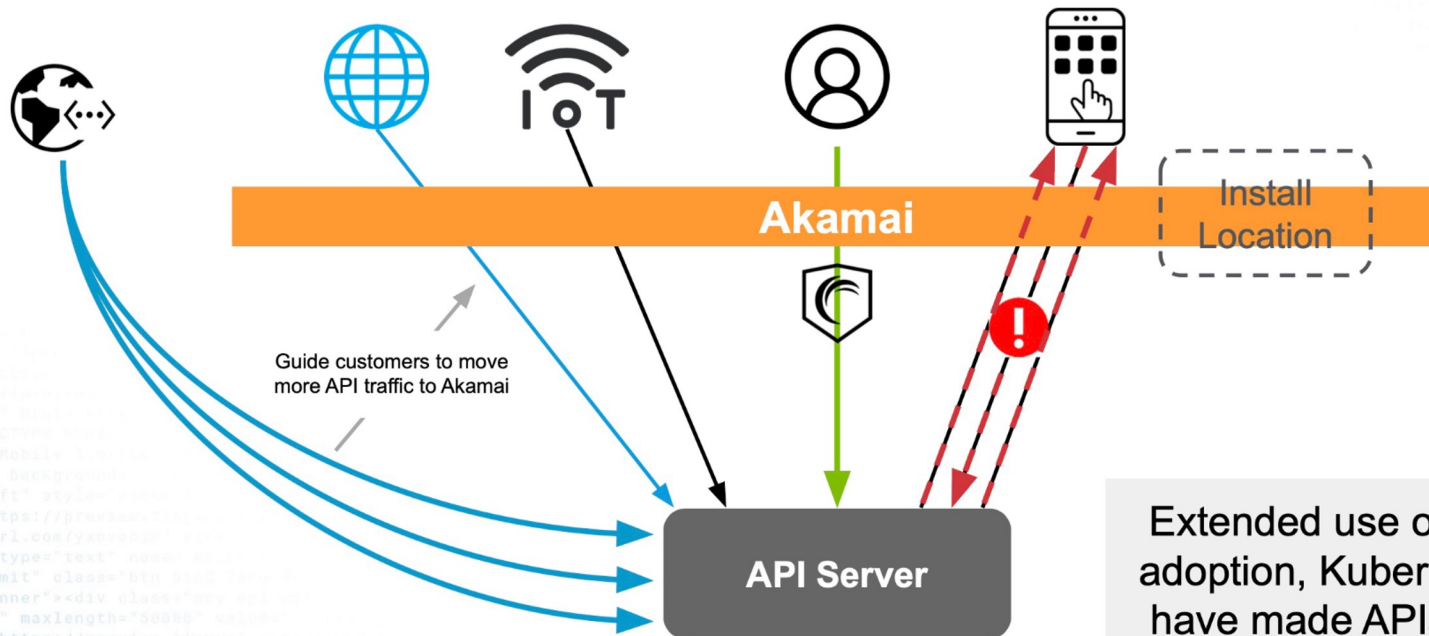 IoT
Akamai
Install
Location
Guide customers to move
more API traffic to Akamai
API Server
Extended use o
adoption, Kuber
have made API